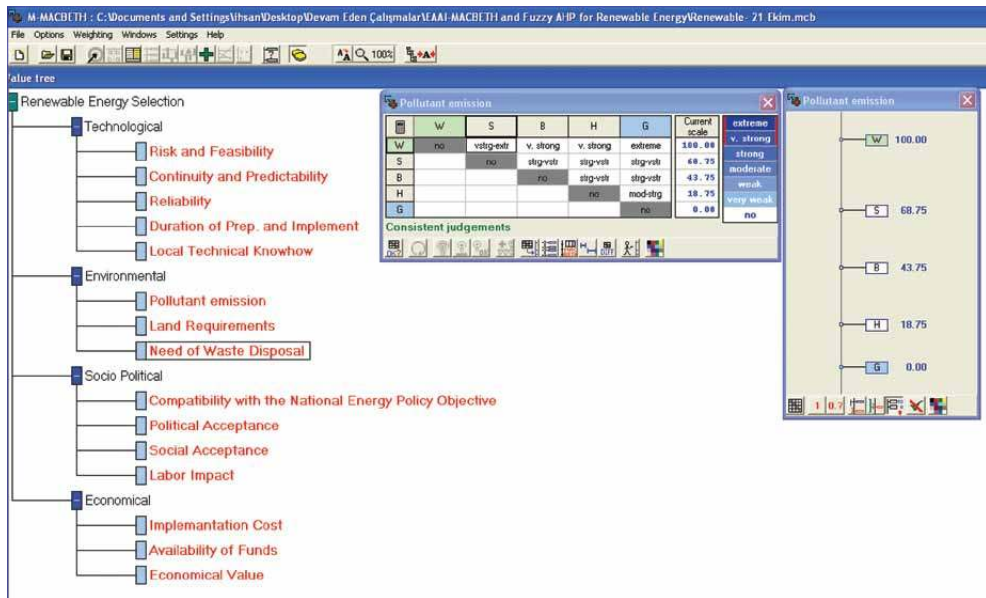 M-MACBETH : C:\Documents and Settings\Ihsan\Desktop\Devam Eden Çalışmalar\EAAI-MACBETH and Fuzzy AHP for Renewable Energy\Renewable- 21 Ekim.mcb
File Options Weighting Windows Settings Help
100%
Value tree
Renewable Energy Selection
Technological
Risk and Feasibility
Continuity and Predictability
Reliability
Duration of Prep. and Implement
Local Technical Knowhow
Environmental
Pollutant emission
Land Requirements
Need of Waste Disposal
Socio Political
Compatibility with the National Energy Policy Objective
Political Acceptance
Social Acceptance
Labor Impact
Economical
Implemantation Cost
Availability of Funds
Economical Value
Pollutant emission
W S B H G Current scale
W no vstrg-extr v. strong v. strong extreme 100.00
S no strg-vstr strg-vstr strg-vstr 68.75
B no strg-vstr strg-vstr 43.75
H no mod-strg 18.75
G no 0.00
extreme
v. strong
strong
moderate
weak
very weak
no
Consistent judgements
Pollutant emission
W 100.00
S 68.75
B 43.75
H 18.75
G 0.00